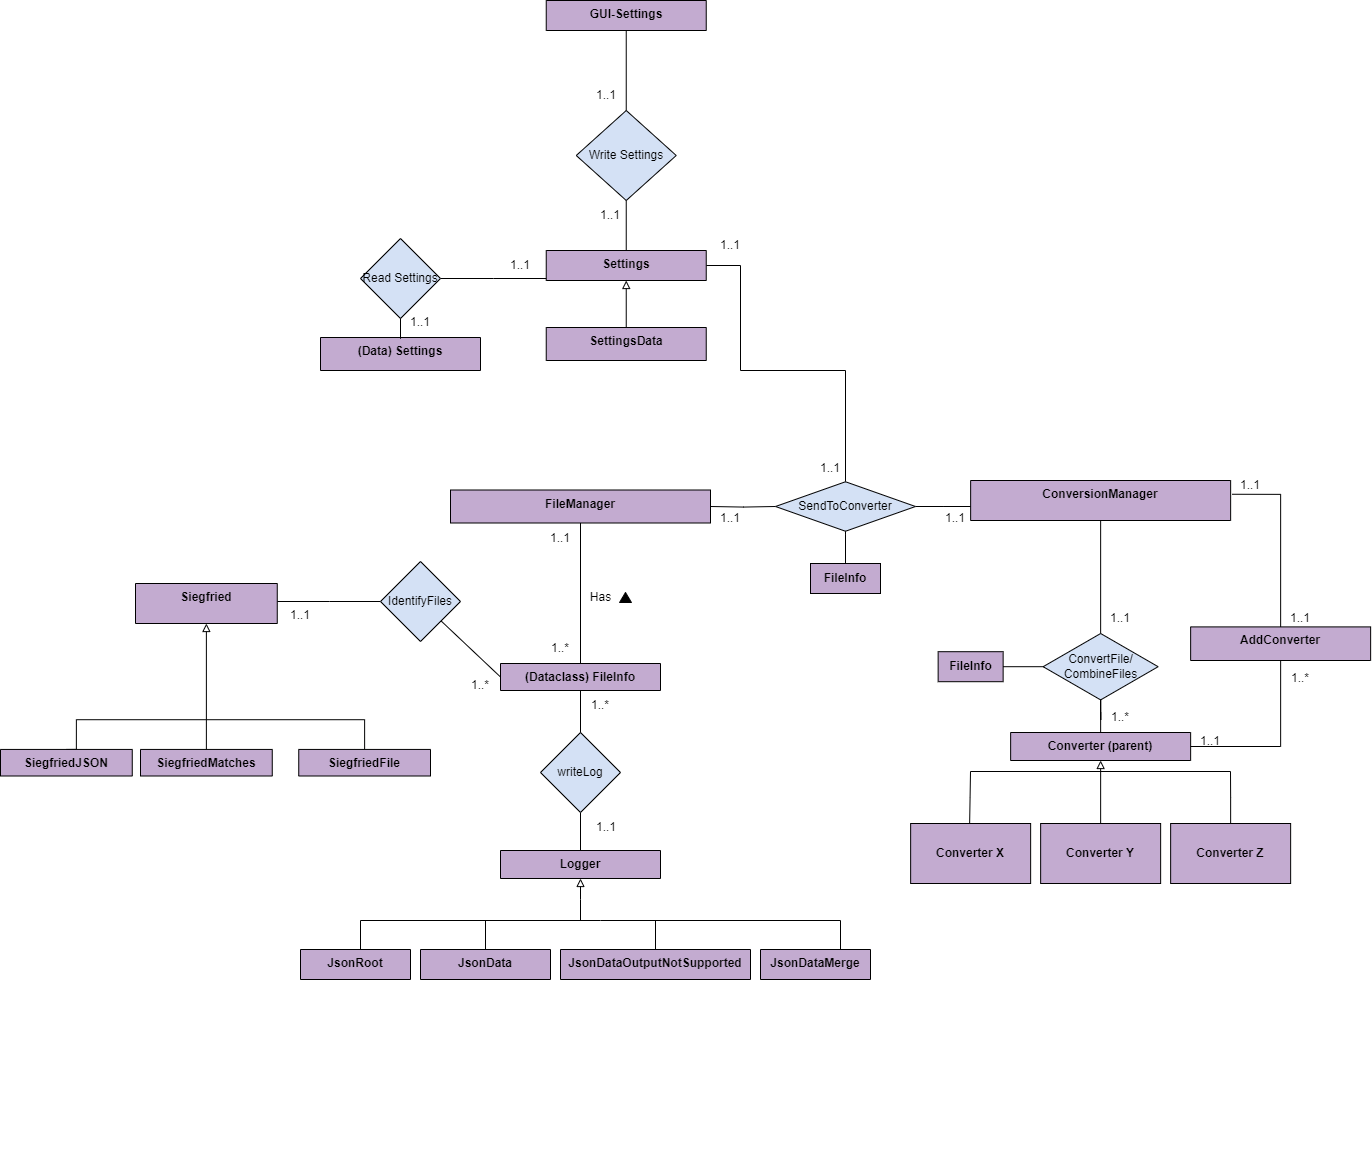 GUI-Settings
1..1
Write Settings
1..1
1..1
Settings
1..1
Read Settings
1..1
(Data) Settings
SettingsData
1..1
ConversionManager
1..1
FileManager
SendToConverter
1..1
1..1
1..1
FileInfo
Siegfried
1..1
IdentifyFiles
Has
1..*
1..*
(Dataclass) FileInfo
1..*
1..1
1..1
AddConverter
ConvertFile/
CombineFiles
FileInfo
1..*
1..*
1..1
Converter (parent)
SiegfriedJSON
SiegfriedMatches
SiegfriedFile
writeLog
1..1
Logger
Converter X
Converter Y
Converter Z
JsonRoot
JsonData
JsonDataOutputNotSupported
JsonDataMerge